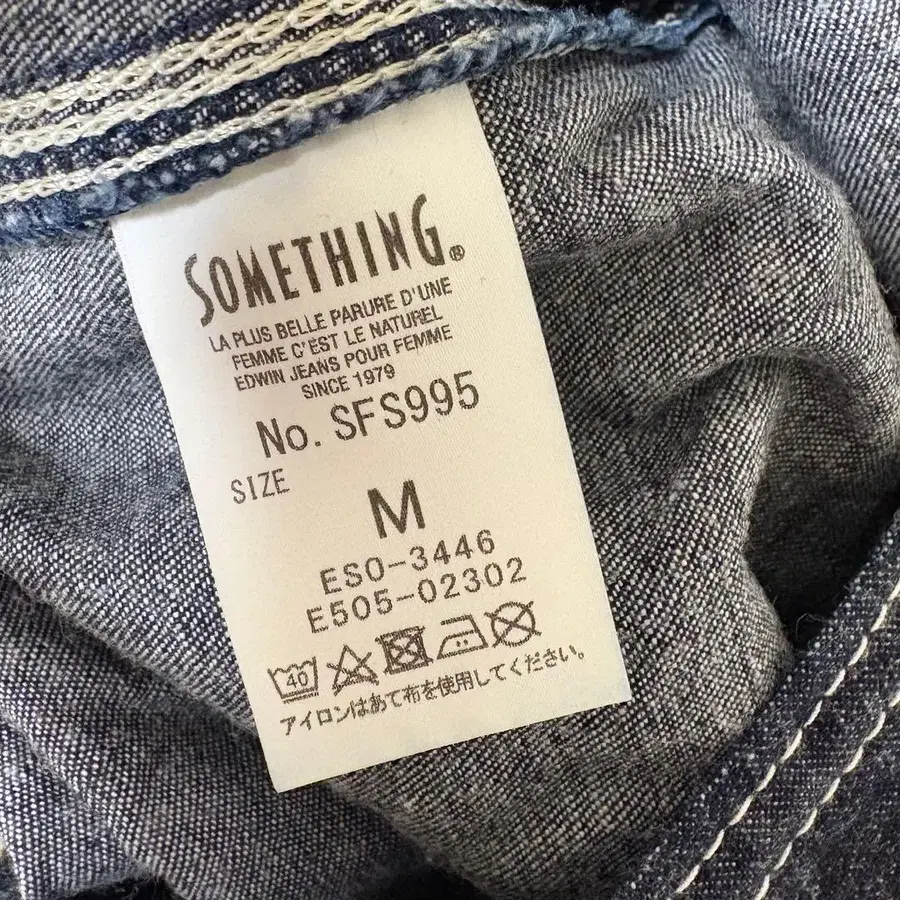 SOMETHING®
LA PLUS BELLE PARURE D'UNE
FEMME C'EST LE NATUREL
EDWIN JEANS POUR FEMME
SINCE 1979
No. SFS995
SIZE
M
ESO-3446
E505-02302
40
アイロンはあて布を使用してください。